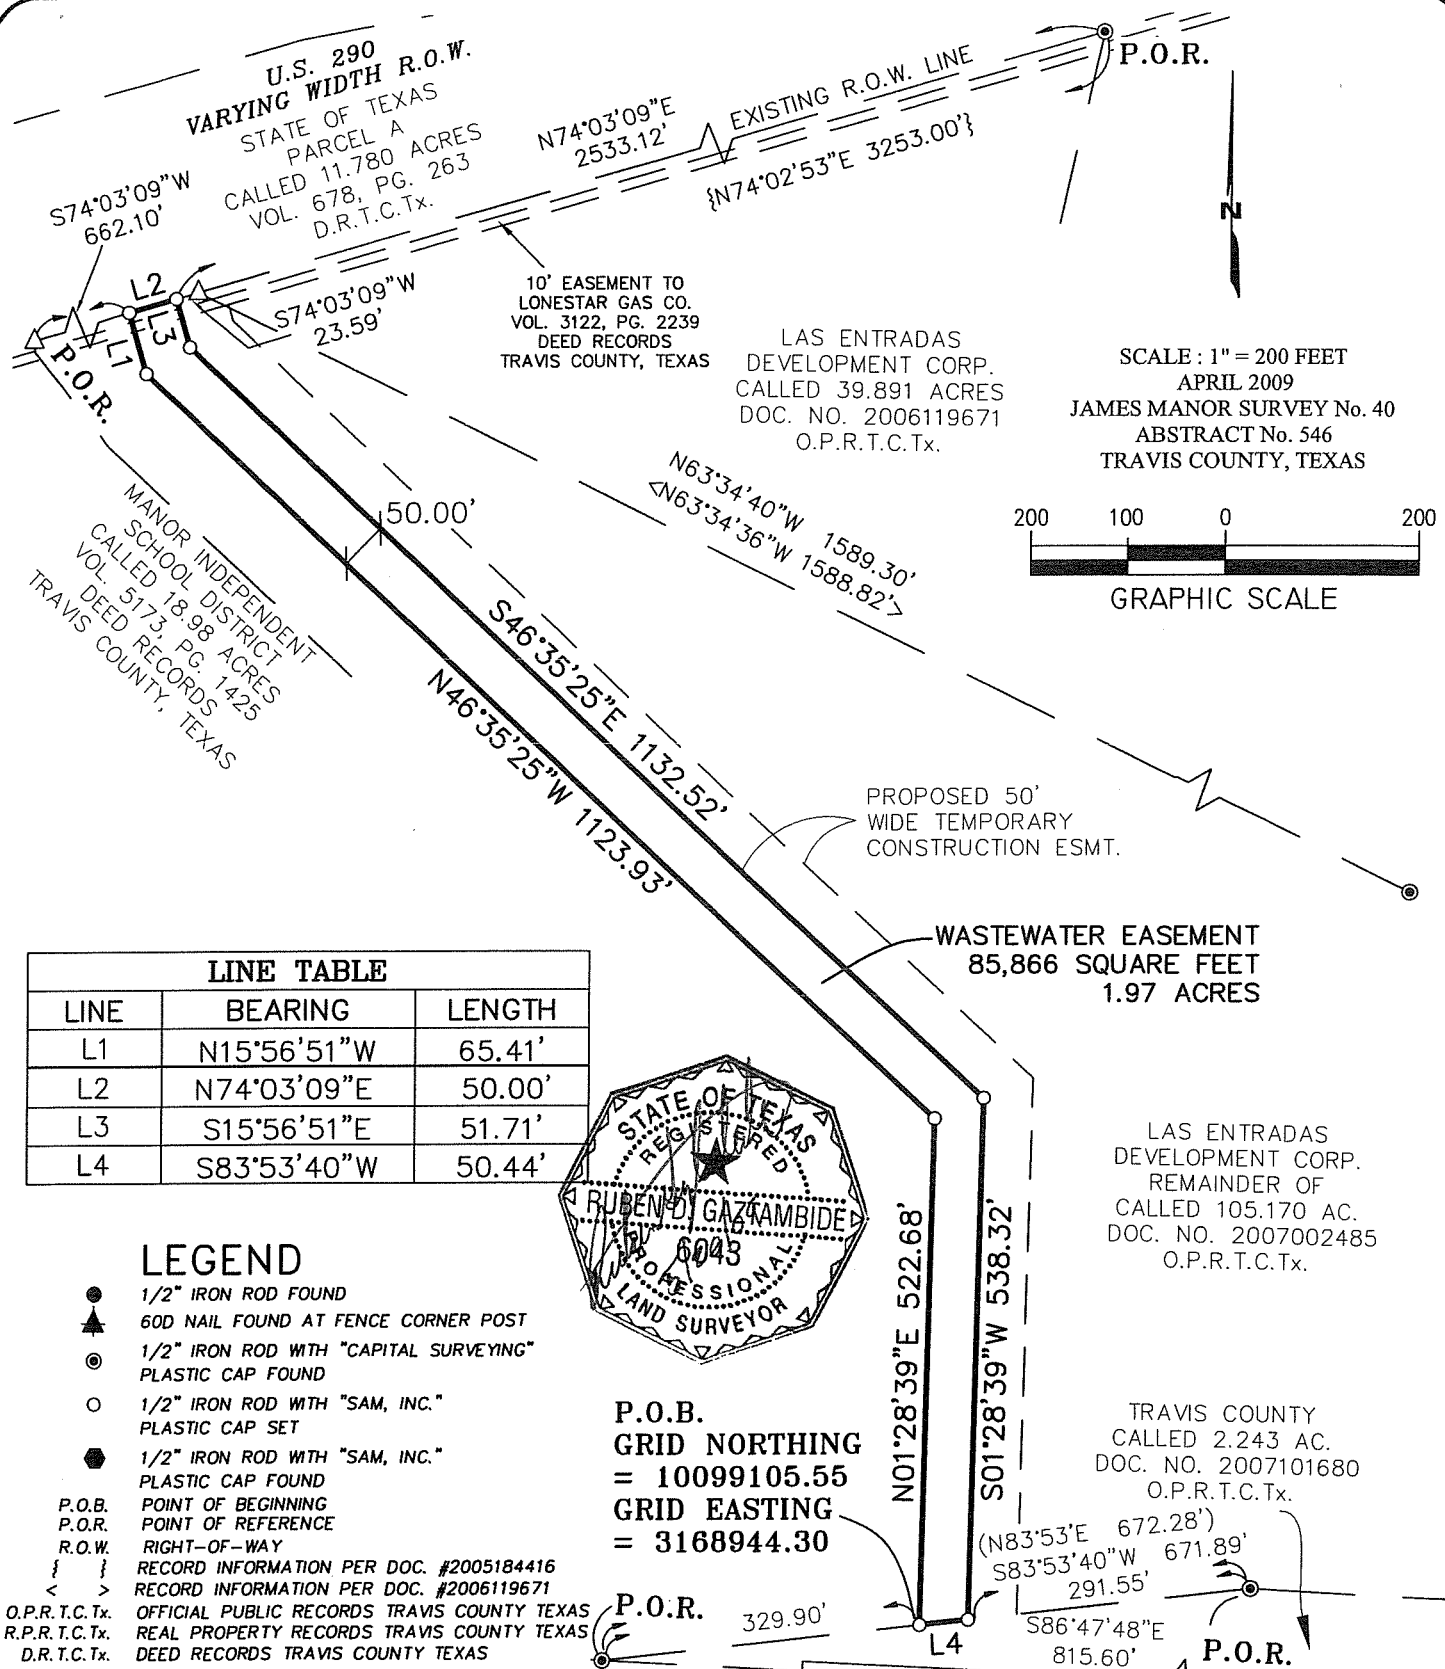 U.S. 290
VARYING WIDTH R.O.W.
STATE OF TEXAS
PARCEL A
CALLED 11.780 ACRES
VOL. 678, PG. 263
D.R.T.C.Tx.
S74°03'09"W
662.10'
N74°03'09"E
2533.12'
EXISTING R.O.W. LINE
{N74°02'53"E 3253.00'}
P.O.R.
N
L2
L3
L1
P.O.R.
S74°03'09"W
23.59'
10' EASEMENT TO
LONESTAR GAS CO.
VOL. 3122, PG. 2239
DEED RECORDS
TRAVIS COUNTY, TEXAS
LAS ENTRADAS
DEVELOPMENT CORP.
CALLED 39.891 ACRES
DOC. NO. 2006119671
O.P.R.T.C.Tx.
SCALE : 1" = 200 FEET
APRIL 2009
JAMES MANOR SURVEY No. 40
ABSTRACT No. 546
TRAVIS COUNTY, TEXAS
200 100 0 200
GRAPHIC SCALE
N63°34'40"W 1589.30'
<N63°34'36"W 1588.82'>
50.00'
MANOR INDEPENDENT
SCHOOL DISTRICT
CALLED 18.98 ACRES
VOL. 5173, PG. 1425
DEED RECORDS
TRAVIS COUNTY, TEXAS
S46°35'25"E 1132.52'
N46°35'25"W 1123.93'
PROPOSED 50'
WIDE TEMPORARY
CONSTRUCTION ESMT.
WASTEWATER EASEMENT
85,866 SQUARE FEET
1.97 ACRES
LINE TABLE
LINE BEARING LENGTH
L1 N15°56'51"W 65.41'
L2 N74°03'09"E 50.00'
L3 S15°56'51"E 51.71'
L4 S83°53'40"W 50.44'
STATE OF TEXAS
REGISTERED
RUBEN D. GAZTAMBIDE
6043
PROFESSIONAL
LAND SURVEYOR
LAS ENTRADAS
DEVELOPMENT CORP.
REMAINDER OF
CALLED 105.170 AC.
DOC. NO. 2007002485
O.P.R.T.C.Tx.
N01°28'39"E 522.68'
S01°28'39"W 538.32'
LEGEND
1/2" IRON ROD FOUND
60D NAIL FOUND AT FENCE CORNER POST
1/2" IRON ROD WITH "CAPITAL SURVEYING"
PLASTIC CAP FOUND
1/2" IRON ROD WITH "SAM, INC."
PLASTIC CAP SET
1/2" IRON ROD WITH "SAM, INC."
PLASTIC CAP FOUND
P.O.B. POINT OF BEGINNING
P.O.R. POINT OF REFERENCE
R.O.W. RIGHT-OF-WAY
{ } RECORD INFORMATION PER DOC. #2005184416
< > RECORD INFORMATION PER DOC. #2006119671
O.P.R.T.C.Tx. OFFICIAL PUBLIC RECORDS TRAVIS COUNTY TEXAS
R.P.R.T.C.Tx. REAL PROPERTY RECORDS TRAVIS COUNTY TEXAS
D.R.T.C.Tx. DEED RECORDS TRAVIS COUNTY TEXAS
P.O.B.
GRID NORTHING
= 10099105.55
GRID EASTING
= 3168944.30
TRAVIS COUNTY
CALLED 2.243 AC.
DOC. NO. 2007101680
O.P.R.T.C.Tx.
(N83°53'E 672.28')
S83°53'40"W 671.89'
291.55'
P.O.R.
329.90'
L4
S86°47'48"E
815.60'
P.O.R.